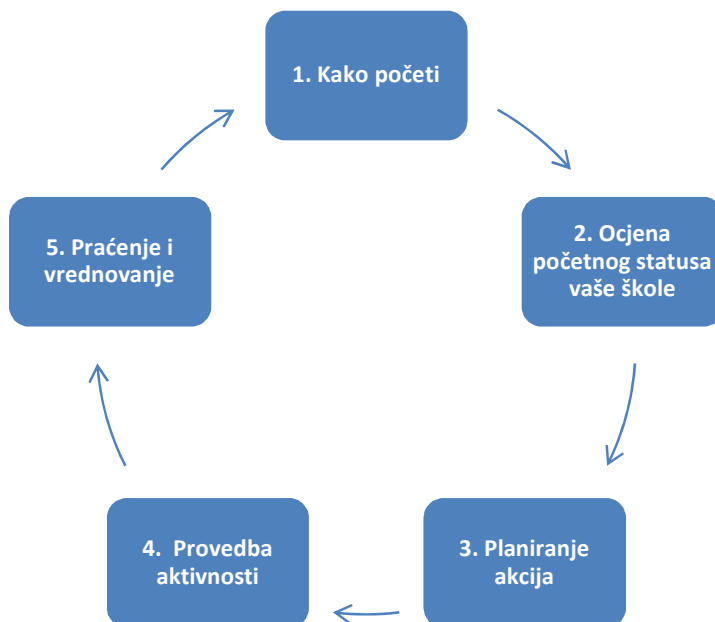 1. Kako početi
2. Ocjena
početnog statusa
vaše škole
3. Planiranje
akcija
4. Provedba
aktivnosti
5. Praćenje i
vrednovanje